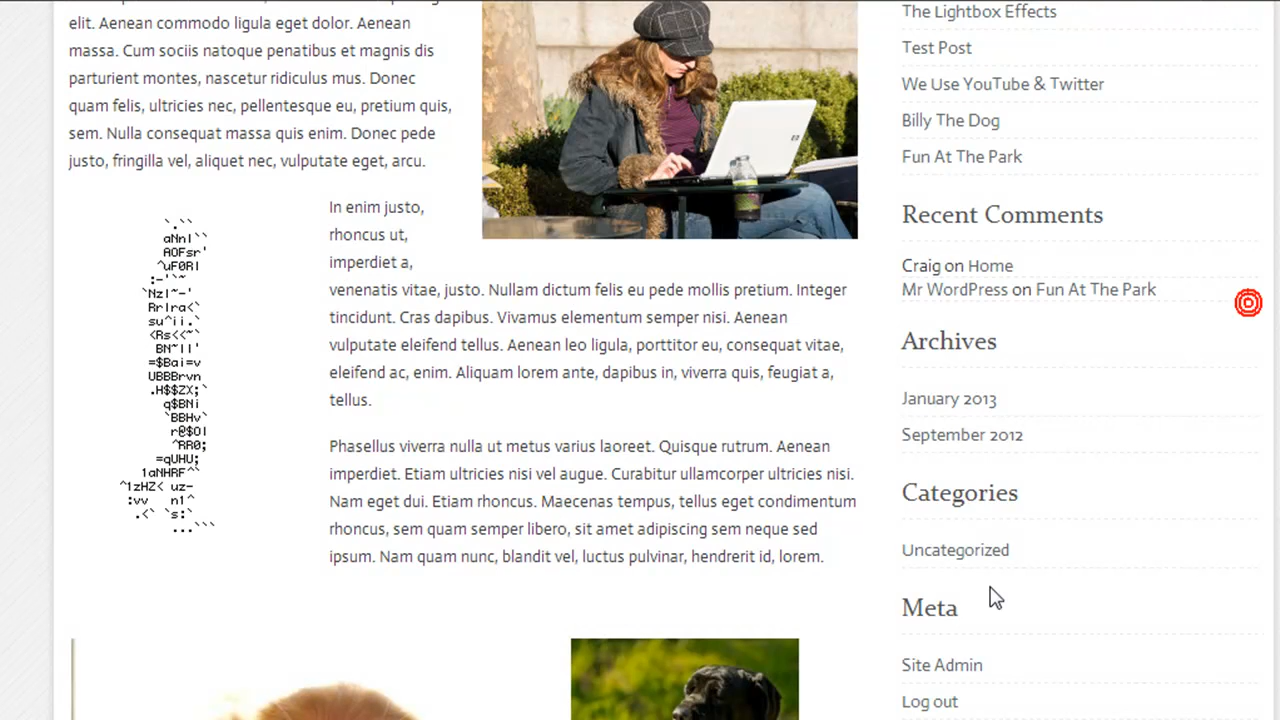 elit. Aenean commodo ligula eget dolor. Aenean
massa. Cum sociis natoque penatibus et magnis dis
parturient montes, nascetur ridiculus mus. Donec
quam felis, ultricies nec, pellentesque eu, pretium quis,
sem. Nulla consequat massa quis enim. Donec pede
justo, fringilla vel, aliquet nec, vulputate eget, arcu.
In enim justo,
rhoncus ut,
imperdiet a,
venenatis vitae, justo. Nullam dictum felis eu pede mollis pretium. Integer
tincidunt. Cras dapibus. Vivamus elementum semper nisi. Aenean
vulputate eleifend tellus. Aenean leo ligula, porttitor eu, consequat vitae,
eleifend ac, enim. Aliquam lorem ante, dapibus in, viverra quis, feugiat a,
tellus.
Phasellus viverra nulla ut metus varius laoreet. Quisque rutrum. Aenean
imperdiet. Etiam ultricies nisi vel augue. Curabitur ullamcorper ultricies nisi.
Nam eget dui. Etiam rhoncus. Maecenas tempus, tellus eget condimentum
rhoncus, sem quam semper libero, sit amet adipiscing sem neque sed
ipsum. Nam quam nunc, blandit vel, luctus pulvinar, hendrerit id, lorem.
The Lightbox Effects
Test Post
We Use YouTube & Twitter
Billy The Dog
Fun At The Park
Recent Comments
Craig on Home
Mr WordPress on Fun At The Park
Archives
January 2013
September 2012
Categories
Uncategorized
Meta
Site Admin
Log out